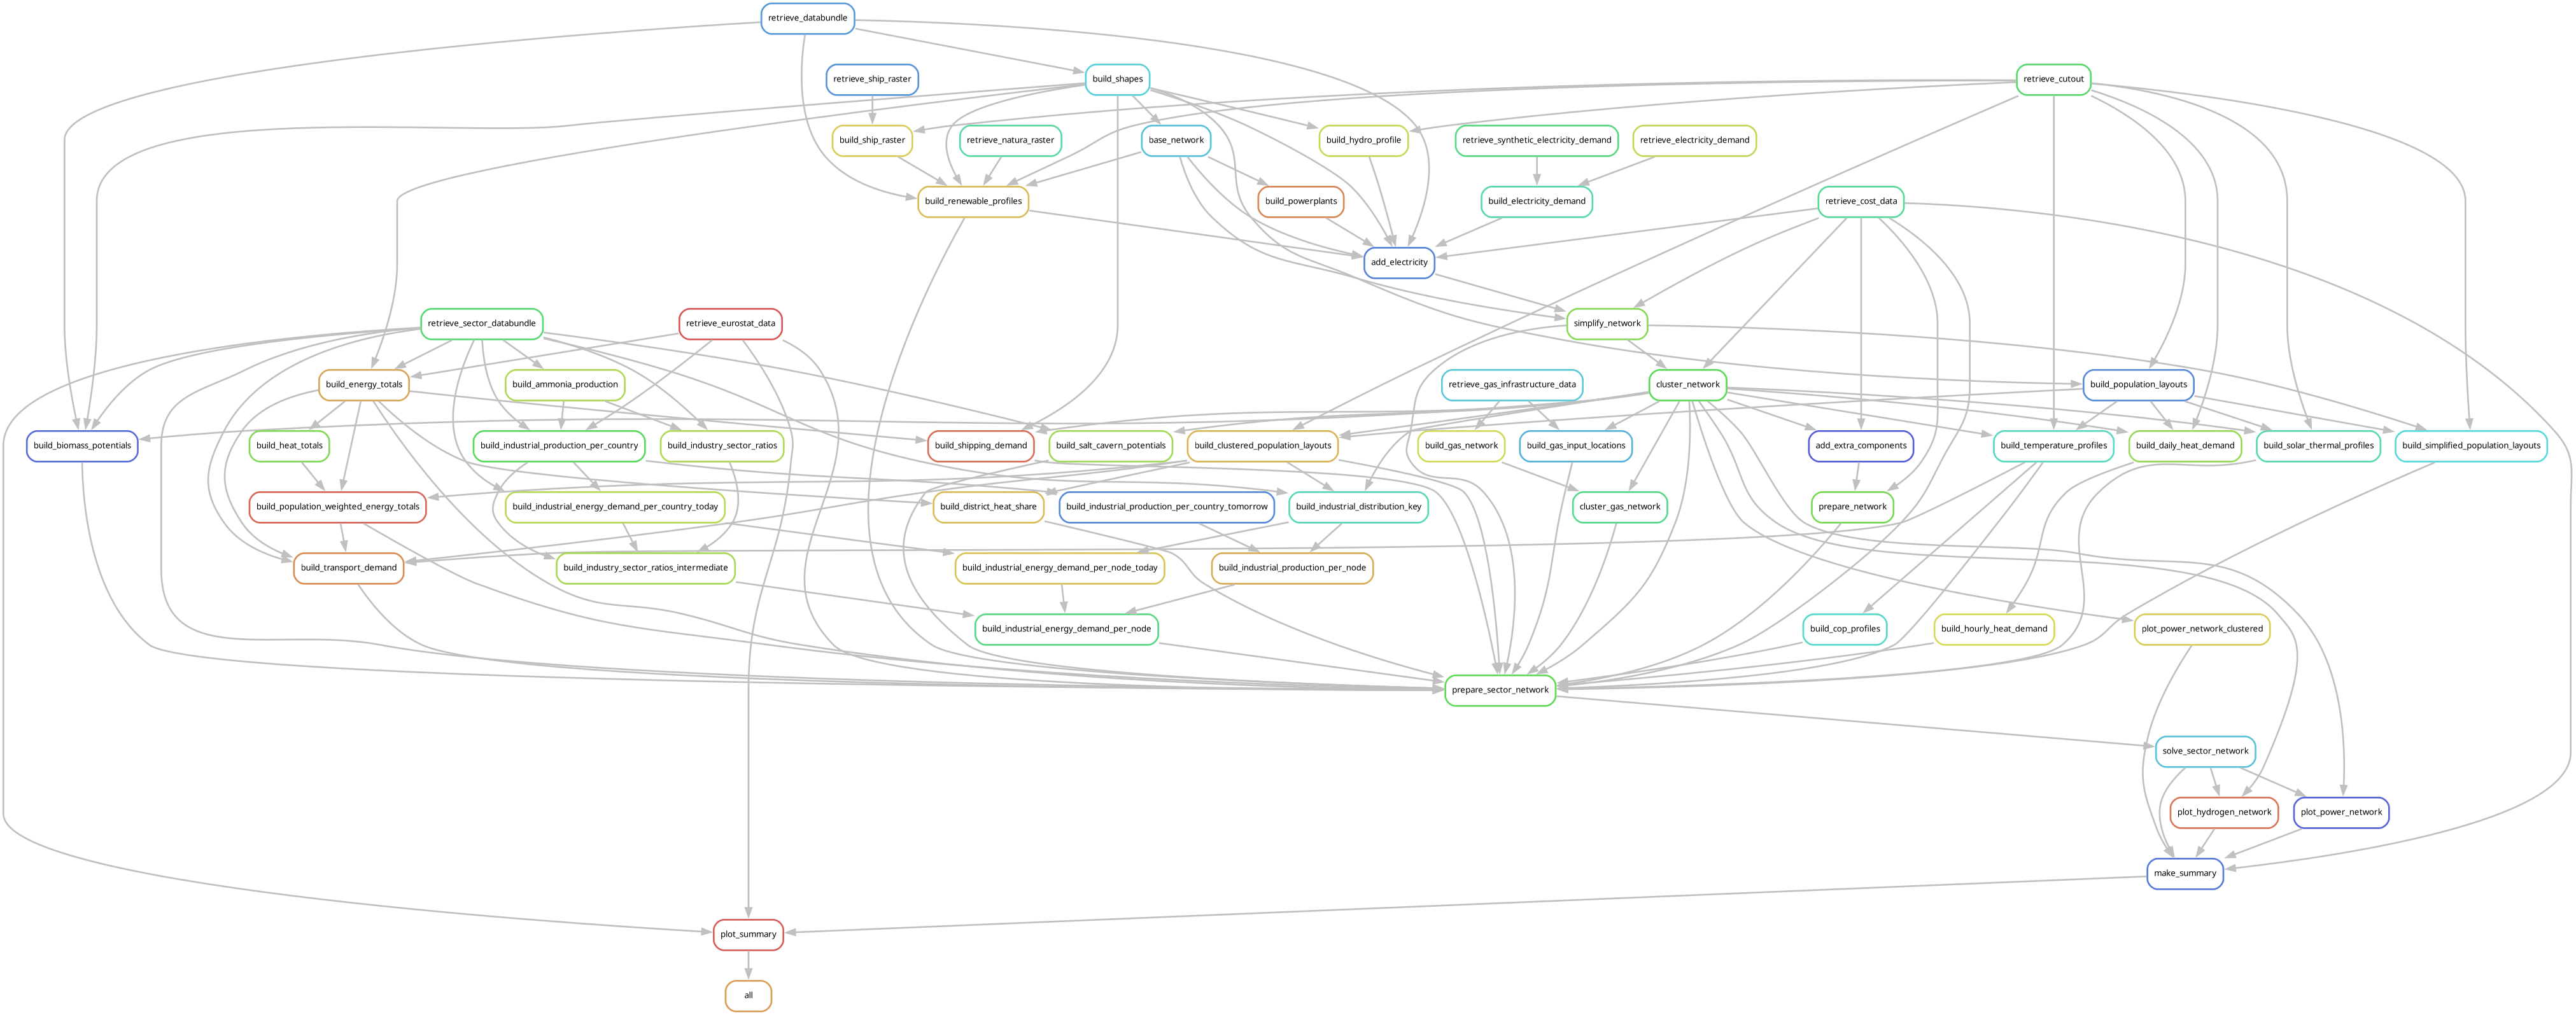 retrieve_databundle
retrieve_ship_raster
build_shapes
retrieve_cutout
build_ship_raster
retrieve_natura_raster
base_network
build_hydro_profile
retrieve_synthetic_electricity_demand
retrieve_electricity_demand
build_renewable_profiles
build_powerplants
build_electricity_demand
retrieve_cost_data
add_electricity
retrieve_sector_databundle
retrieve_eurostat_data
simplify_network
build_energy_totals
build_ammonia_production
retrieve_gas_infrastructure_data
cluster_network
build_population_layouts
build_biomass_potentials
build_heat_totals
build_industrial_production_per_country
build_industry_sector_ratios
build_shipping_demand
build_salt_cavern_potentials
build_clustered_population_layouts
build_gas_network
build_gas_input_locations
add_extra_components
build_temperature_profiles
build_daily_heat_demand
build_solar_thermal_profiles
build_simplified_population_layouts
build_population_weighted_energy_totals
build_industrial_energy_demand_per_country_today
build_district_heat_share
build_industrial_production_per_country_tomorrow
build_industrial_distribution_key
cluster_gas_network
prepare_network
build_transport_demand
build_industry_sector_ratios_intermediate
build_industrial_energy_demand_per_node_today
build_industrial_production_per_node
build_industrial_energy_demand_per_node
build_cop_profiles
build_hourly_heat_demand
plot_power_network_clustered
prepare_sector_network
solve_sector_network
plot_hydrogen_network
plot_power_network
make_summary
plot_summary
all